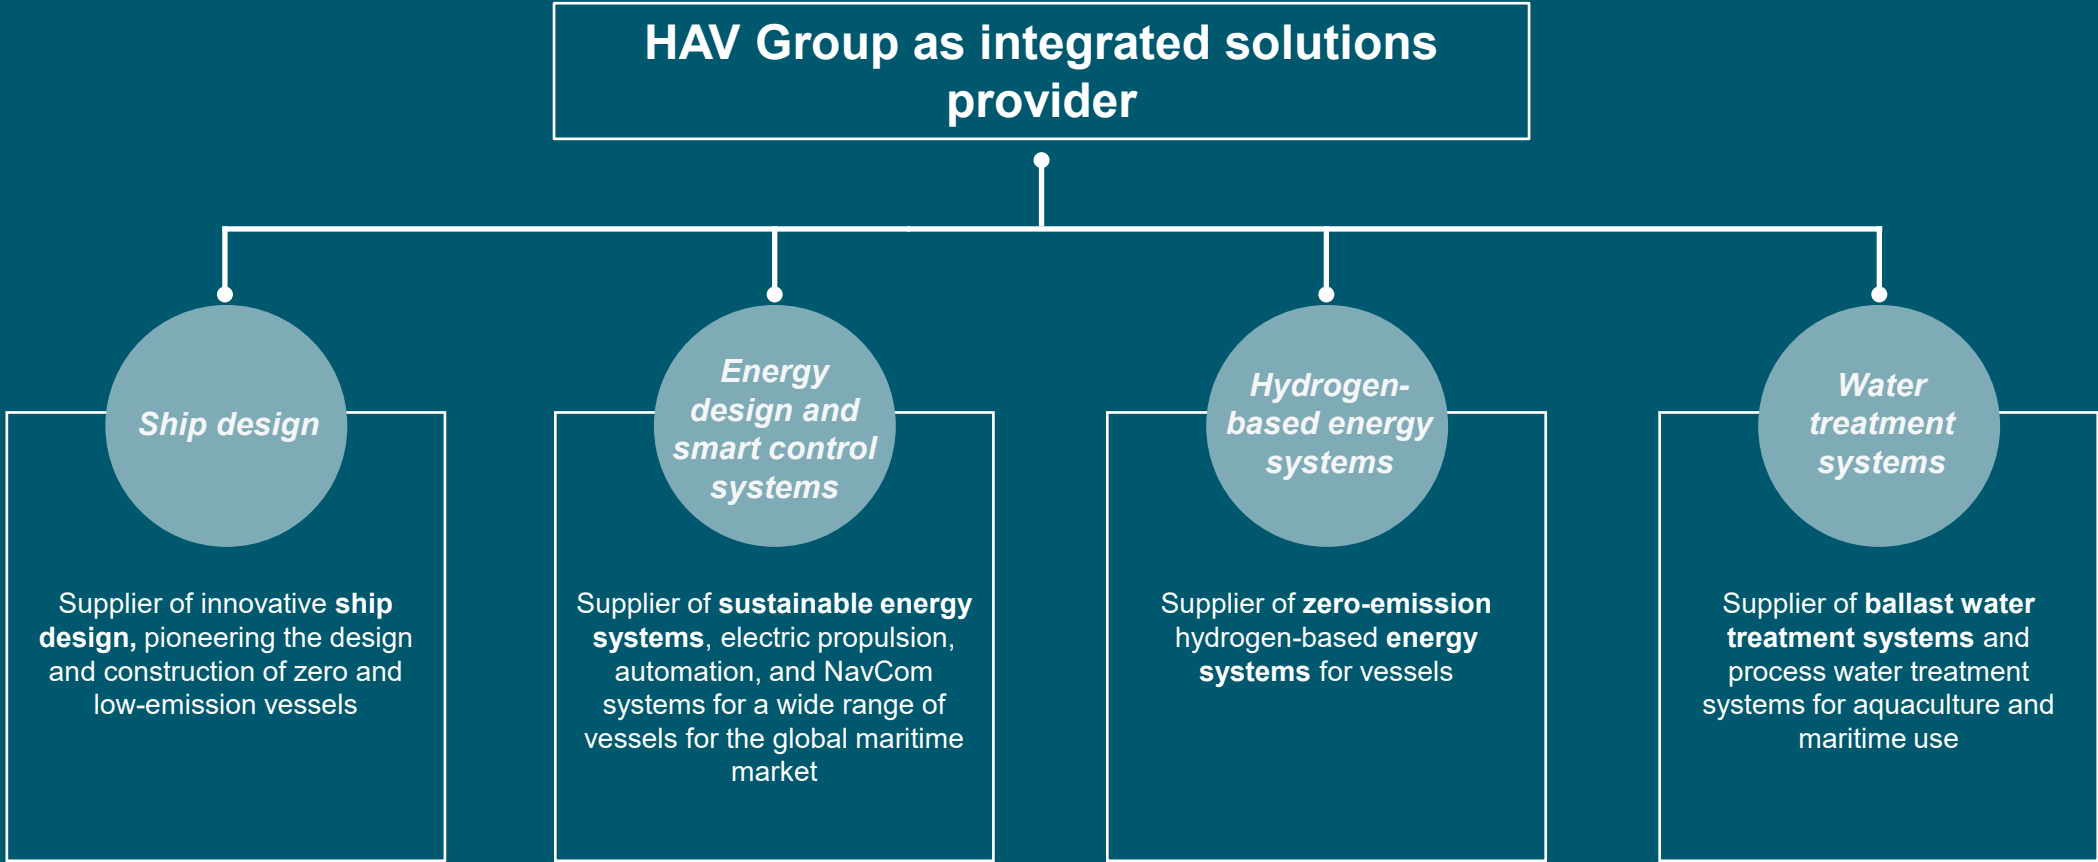 HAV Group as integrated solutions
provider
Ship design
Supplier of innovative ship
design, pioneering the design
and construction of zero and
low-emission vessels
Energy
design and
smart control
systems
Supplier of sustainable energy
systems, electric propulsion,
automation, and NavCom
systems for a wide range of
vessels for the global maritime
market
Hydrogen-
based energy
systems
Supplier of zero-emission
hydrogen-based energy
systems for vessels
Water
treatment
systems
Supplier of ballast water
treatment systems and
process water treatment
systems for aquaculture and
maritime use